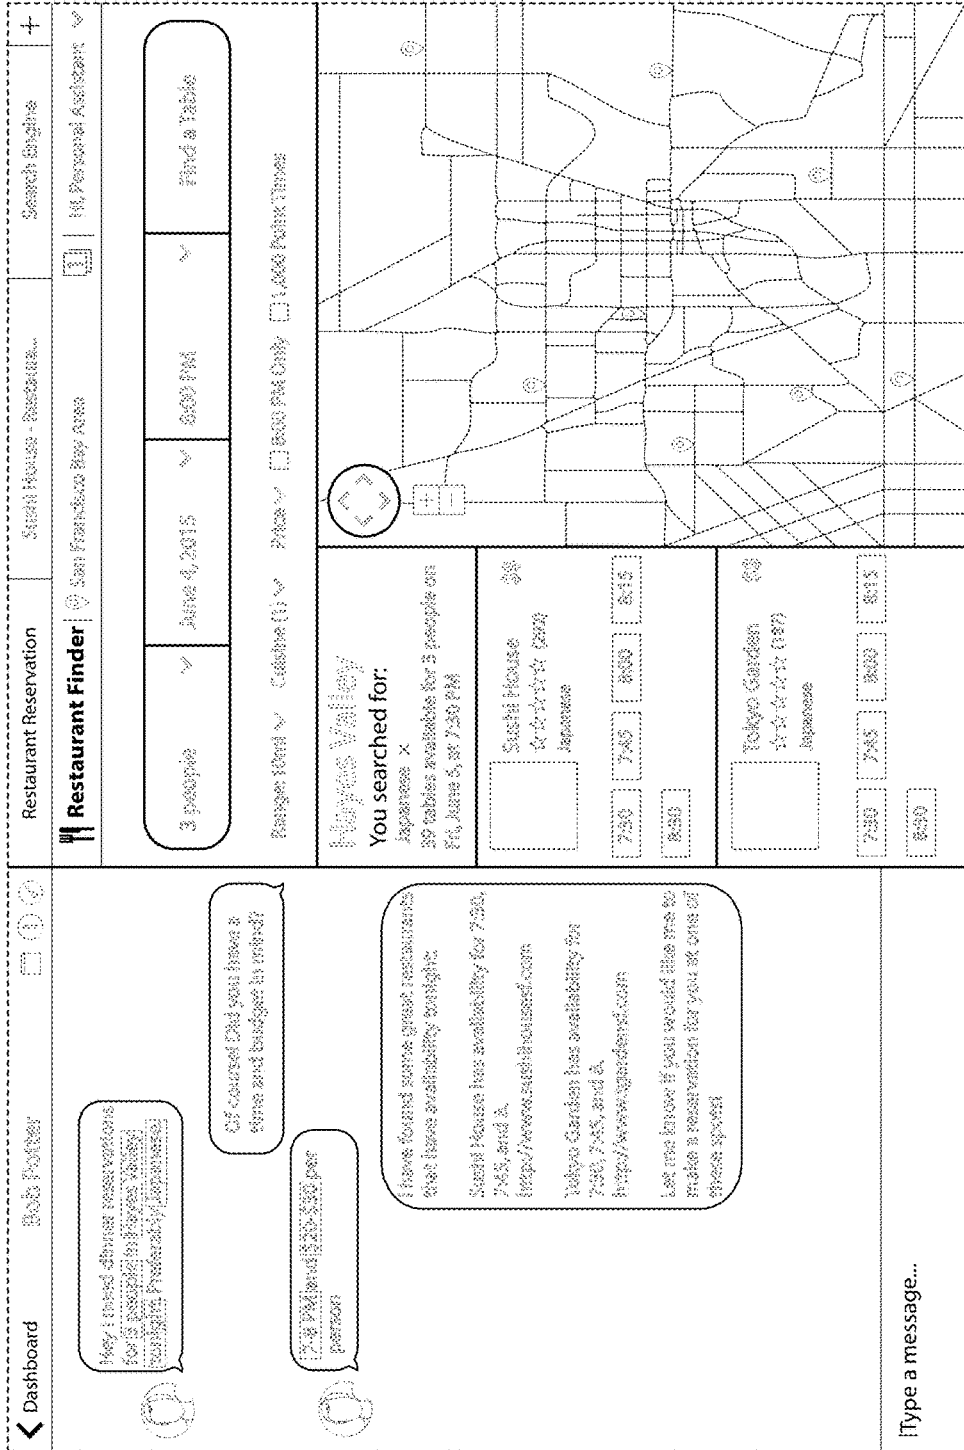 Dashboard
Bob Potter
Hey I need dinner reservations
for 3 people in Hayes Valley
tonight. Preferably Japanese.
Of course! Did you have a
time and budget in mind?
7-8 PM and $20-$30 per
person
I have found some great restaurants
that have availability tonight:
Sushi House has availability for 7:30,
7:45, and 8.
http://www.sushihousesf.com
Tokyo Garden has availability for
7:30, 7:45, and 8.
Let me know if you would like me to
make a reservation for you at one of
these spots!
Type a message...
Restaurant Reservation
Sushi House - Restaura...
Search Engine
+
Restaurant Finder
San Francisco Bay Area
1
Hi, Personal Assistant
3 people
June 4, 2015
8:00 PM
Find a Table
Range: 10mi
Cuisine (1)
Price
8:00 PM Only
1,000 Point Times
Hayes Valley
You searched for:
Japanese ×
39 tables available for 3 people on
Fri, June 5, at 7:30 PM
Sushi House
$$
☆☆☆☆☆ (292)
Japanese
7:30 7:45 8:00 8:15
8:30
Tokyo Garden
$$
☆☆☆☆☆ (187)
Japanese
7:30 7:45 8:00 8:15
8:30
+
−